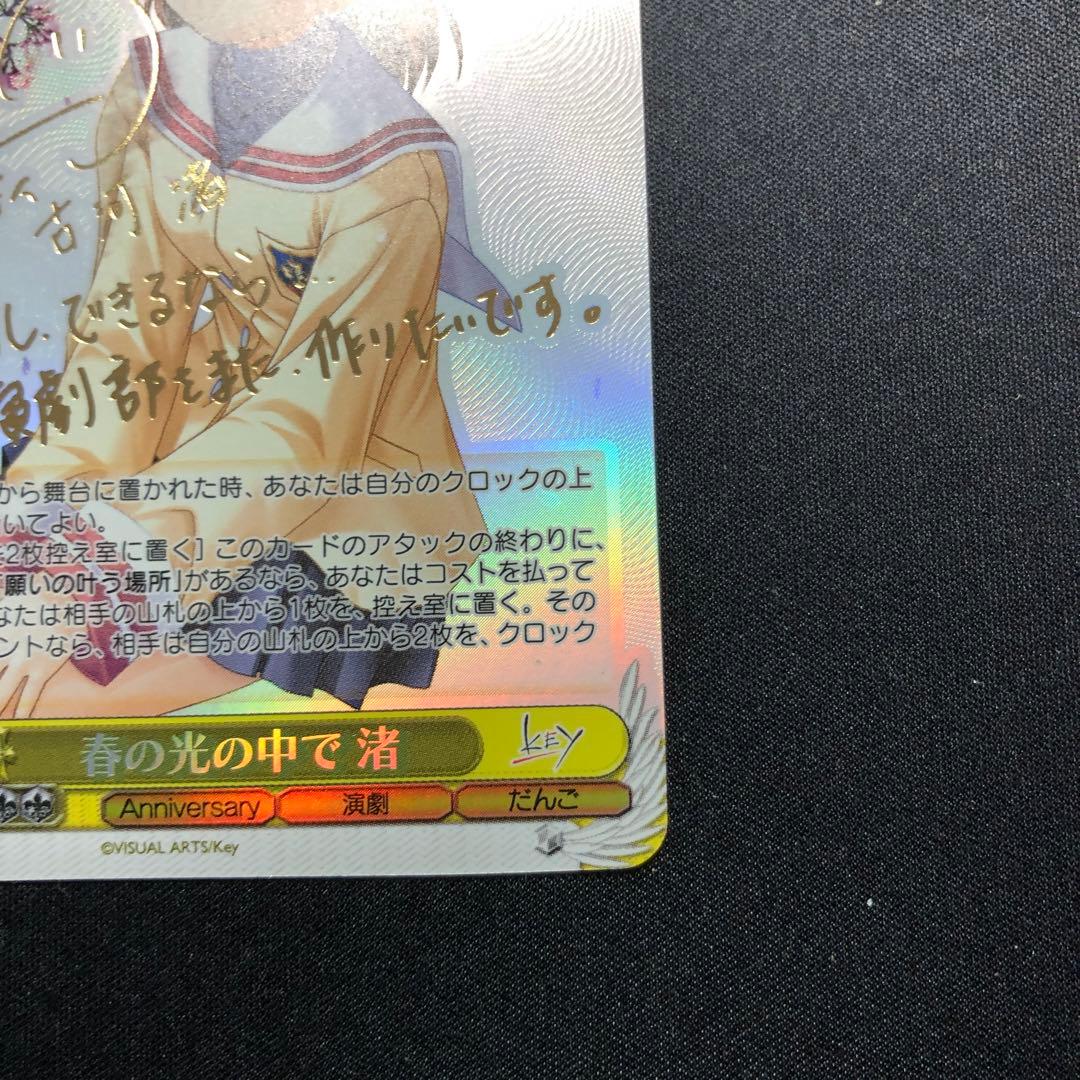 古河 渚
し、できるなら…
演劇部をまた、作りたいです。
から舞台に置かれた時、あなたは自分のクロックの上
いてよい。
2枚控え室に置く］このカードのアタックの終わりに、
「願いの叶う場所」があるなら、あなたはコストを払って
なたは相手の山札の上から1枚を、控え室に置く。その
ントなら、相手は自分の山札の上から2枚を、クロック
春の光の中で 渚
Key
Anniversary 演劇 だんご
©VISUAL ARTS/Key